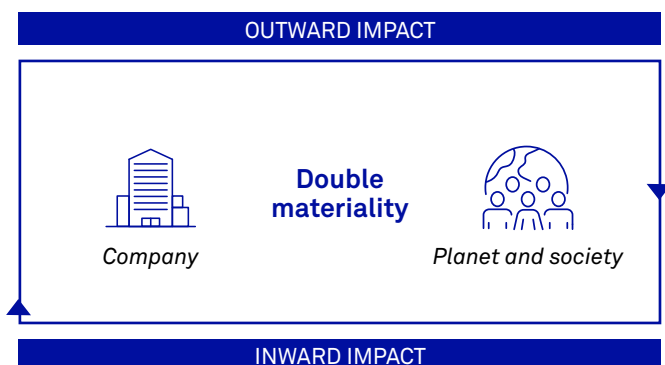 OUTWARD IMPACT
Double
materiality
Company
Planet and society
INWARD IMPACT